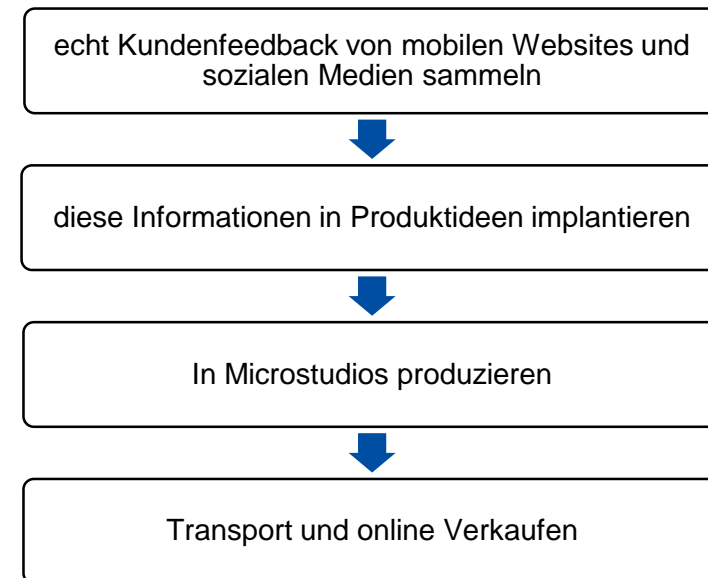 echt Kundenfeedback von mobilen Websites und
sozialen Medien sammeln
diese Informationen in Produktideen implantieren
In Microstudios produzieren
Transport und online Verkaufen